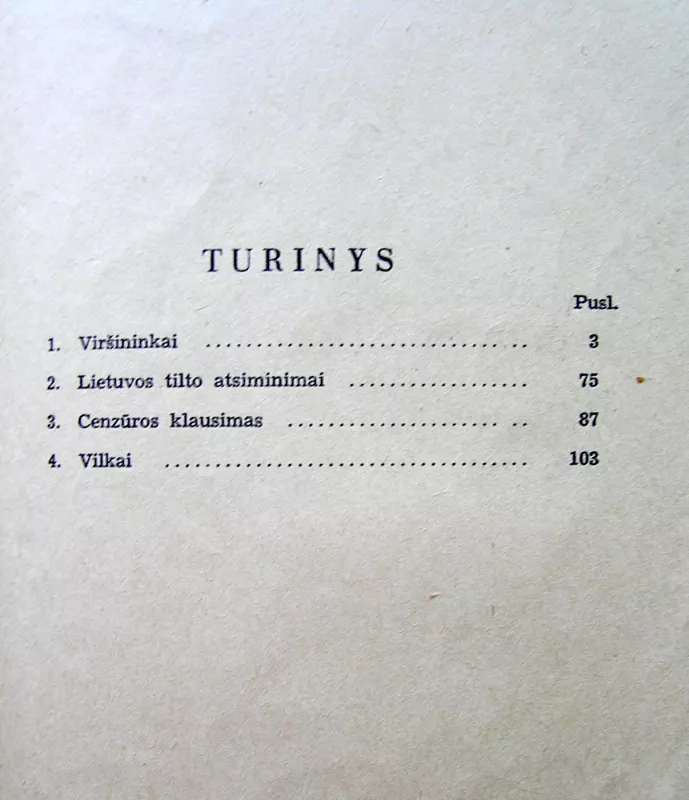 TURINYS
Pusl.
1. Viršininkai ................................ .. 3
2. Lietuvos tilto atsiminimai .................. 75
3. Cenzūros klausimas ...................... .. 87
4. Vilkai .................................... 103